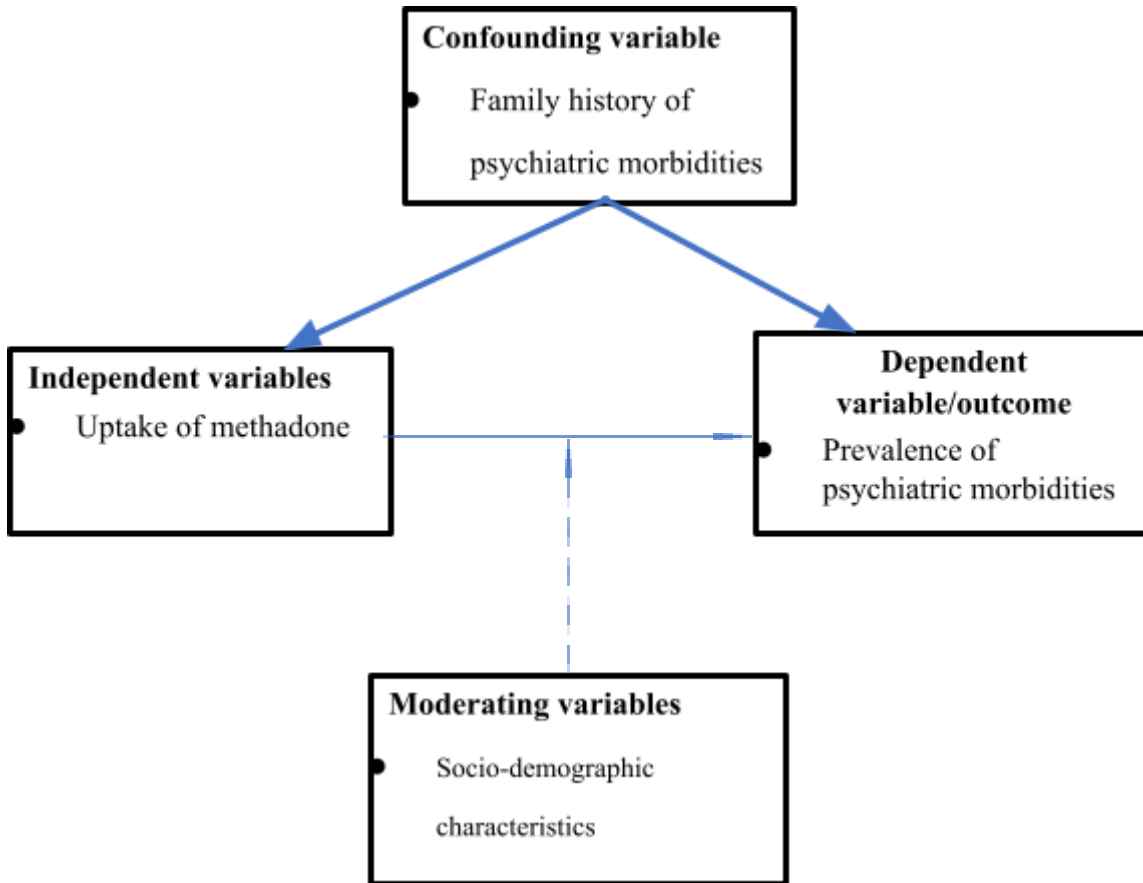 Confounding variable
Family history of
psychiatric morbidities
Independent variables
Uptake of methadone
Dependent
variable/outcome
Prevalence of
psychiatric morbidities
Moderating variables
Socio-demographic
characteristics